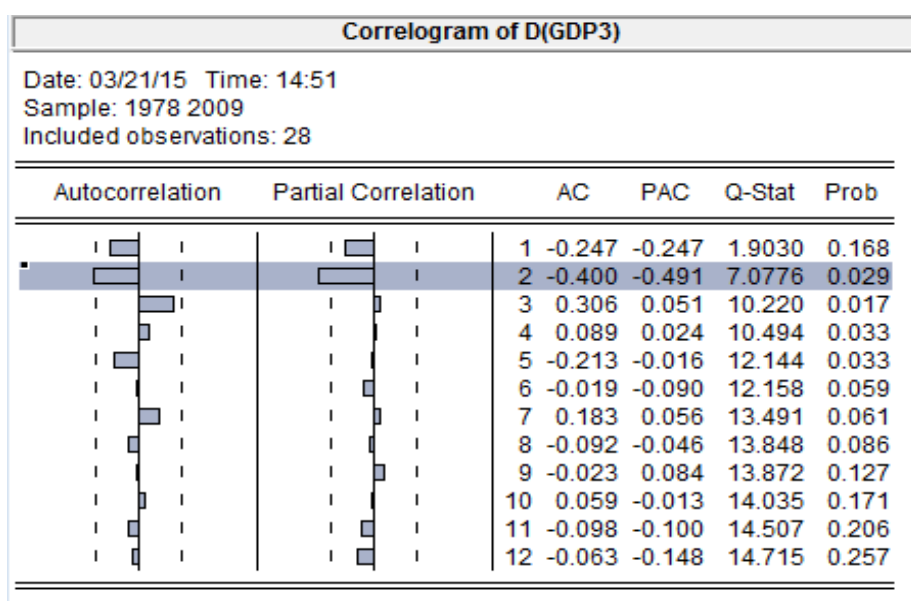 Correlogram of D(GDP3)
Date: 03/21/15 Time: 14:51
Sample: 1978 2009
Included observations: 28
Autocorrelation Partial Correlation AC PAC Q-Stat Prob
1 -0.247 -0.247 1.9030 0.168
2 -0.400 -0.491 7.0776 0.029
3 0.306 0.051 10.220 0.017
4 0.089 0.024 10.494 0.033
5 -0.213 -0.016 12.144 0.033
6 -0.019 -0.090 12.158 0.059
7 0.183 0.056 13.491 0.061
8 -0.092 -0.046 13.848 0.086
9 -0.023 0.084 13.872 0.127
10 0.059 -0.013 14.035 0.171
11 -0.098 -0.100 14.507 0.206
12 -0.063 -0.148 14.715 0.257